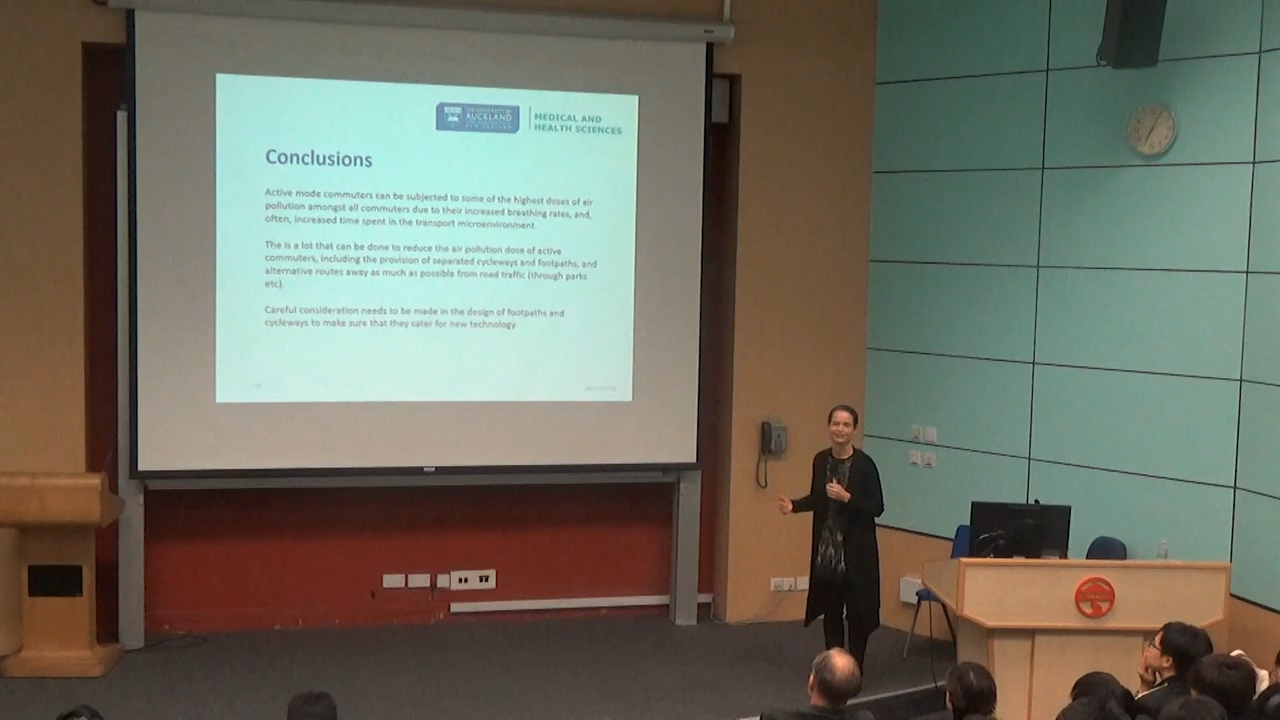 THE UNIVERSITY OF
AUCKLAND
NEW ZEALAND
MEDICAL AND
HEALTH SCIENCES
Conclusions
Active mode commuters can be subjected to some of the highest doses of air
pollution amongst all commuters due to their increased breathing rates, and,
often, increased time spent in the transport microenvironment.
The is a lot that can be done to reduce the air pollution dose of active
commuters, including the provision of separated cycleways and footpaths, and
alternative routes away as much as possible from road traffic (through parks
etc).
Careful consideration needs to be made in the design of footpaths and
cycleways to make sure that they cater for new technology.